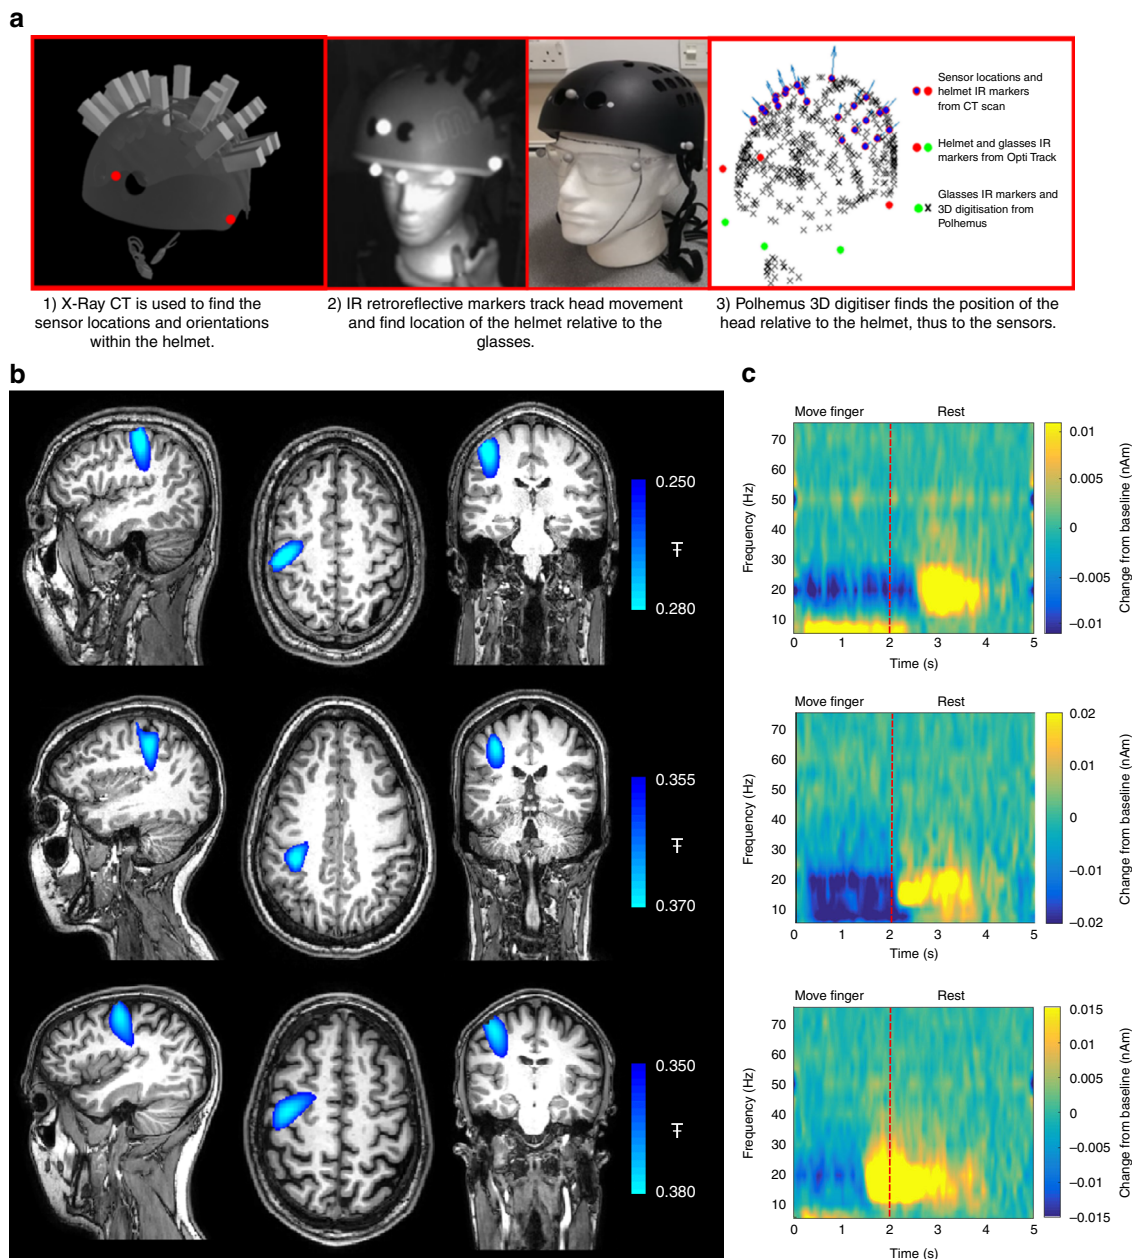 a
Sensor locations and
helmet IR markers
from CT scan
Helmet and glasses IR
markers from Opti Track
Glasses IR markers and
3D digitisation from
Polhemus
1) X-Ray CT is used to find the
sensor locations and orientations
within the helmet.
2) IR retroreflective markers track head movement
and find location of the helmet relative to the
glasses.
3) Polhemus 3D digitiser finds the position of the
head relative to the helmet, thus to the sensors.
b
0.250
Ŧ
0.280
0.355
Ŧ
0.370
0.350
Ŧ
0.380
c
Move finger Rest
Frequency (Hz)
70
60
50
40
30
20
10
0 1 2 3 4 5
Time (s)
0.01
0.005
0
–0.005
–0.01
Change from baseline (nAm)
Move finger Rest
Frequency (Hz)
70
60
50
40
30
20
10
0 1 2 3 4 5
Time (s)
0.02
0.01
0
–0.01
–0.02
Change from baseline (nAm)
Move finger Rest
Frequency (Hz)
70
60
50
40
30
20
10
0 1 2 3 4 5
Time (s)
0.015
0.01
0.005
0
–0.005
–0.01
–0.015
Change from baseline (nAm)